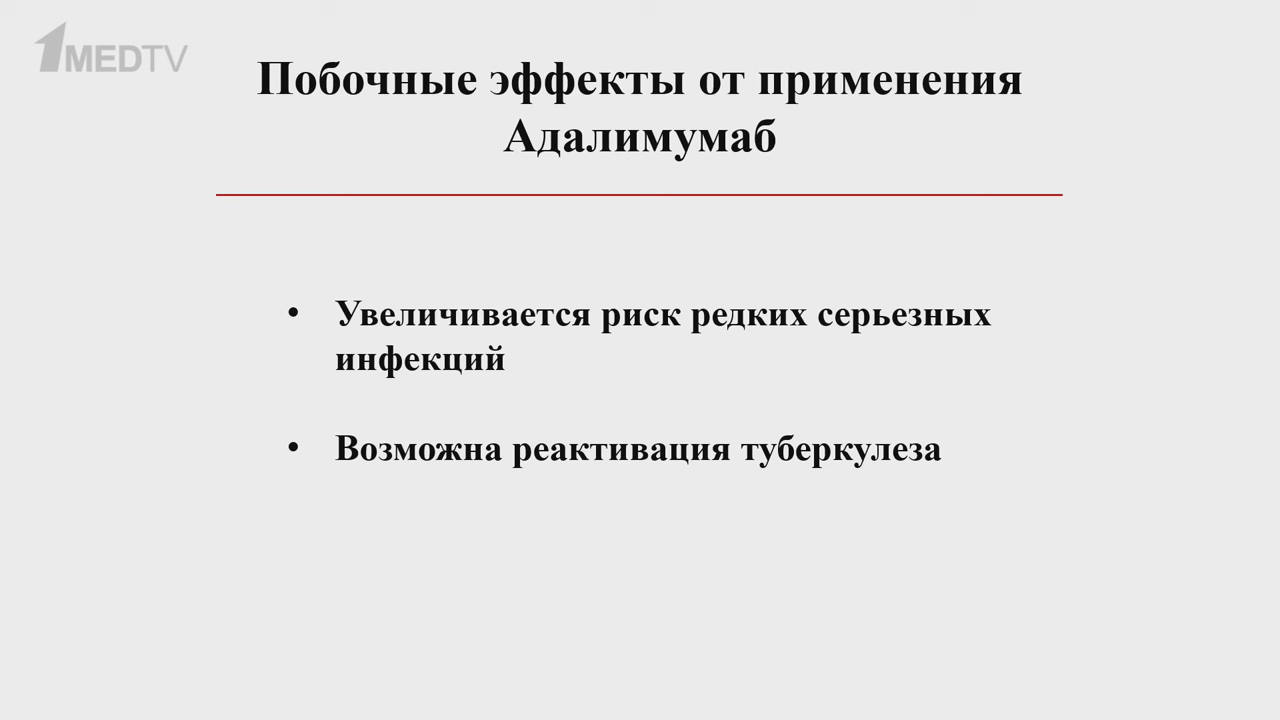 1MEDTV
Побочные эффекты от применения
Адалимумаб
• Увеличивается риск редких серьезных
инфекций
• Возможна реактивация туберкулеза